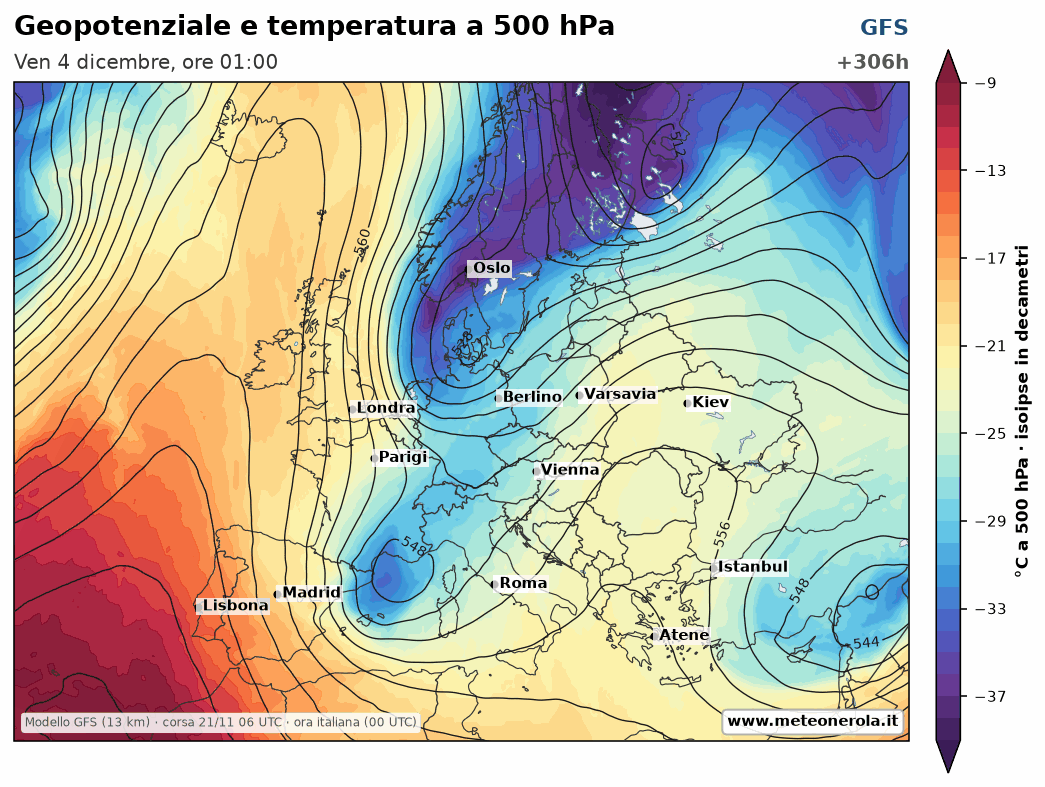 Geopotenziale e temperatura a 500 hPa
GFS
Ven 4 dicembre, ore 01:00
+306h
−9
−13
−17
−21
−25
−29
−33
−37
°C a 500 hPa · isoipse in decametri
512
560
Oslo
528
Londra
Berlino
Varsavia
Kiev
Parigi
Vienna
548
556
Istanbul
Madrid
Roma
548
Lisbona
Atene
544
Modello GFS (13 km) · corsa 21/11 06 UTC · ora italiana (00 UTC)
www.meteonerola.it